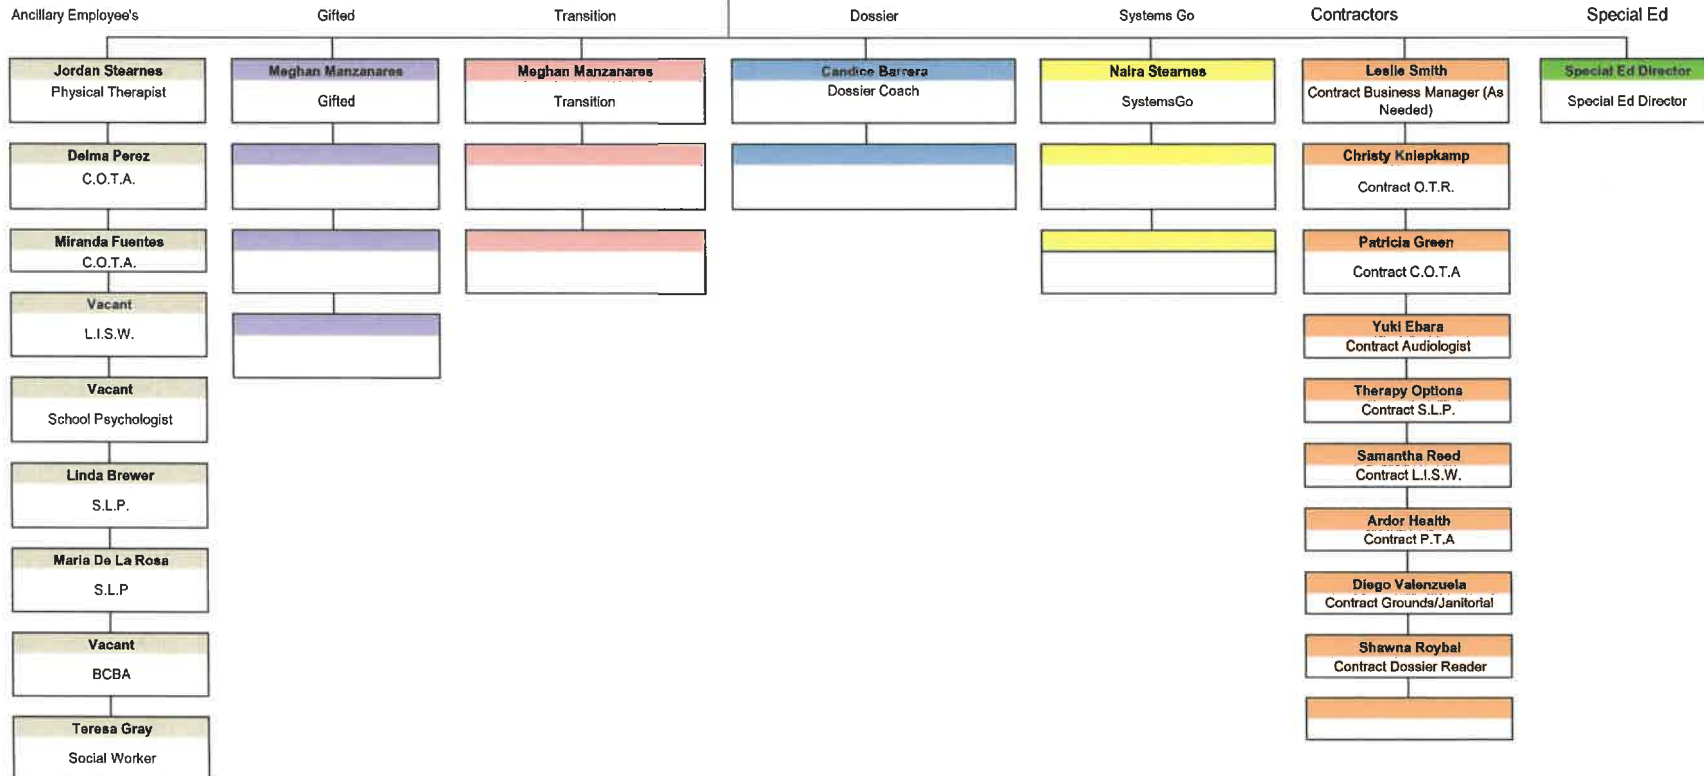 Ancillary Employee's
Gifted
Transition
Dossier
Systems Go
Contractors
Special Ed
Jordan Stearnes
Physical Therapist
Delma Perez
C.O.T.A.
Miranda Fuentes
C.O.T.A.
Vacant
L.I.S.W.
Vacant
School Psychologist
Linda Brewer
S.L.P.
Maria De La Rosa
S.L.P
Vacant
BCBA
Teresa Gray
Social Worker
Meghan Manzanares
Gifted
Meghan Manzanares
Transition
Candice Barrera
Dossier Coach
Naira Stearnes
SystemsGo
Leslie Smith
Contract Business Manager (As
Needed)
Christy Kniepkamp
Contract O.T.R.
Patricia Green
Contract C.O.T.A
Yuki Ebara
Contract Audiologist
Therapy Options
Contract S.L.P.
Samantha Reed
Contract L.I.S.W.
Ardor Health
Contract P.T.A
Diego Valenzuela
Contract Grounds/Janitorial
Shawna Roybal
Contract Dossier Reader
Special Ed Director
Special Ed Director